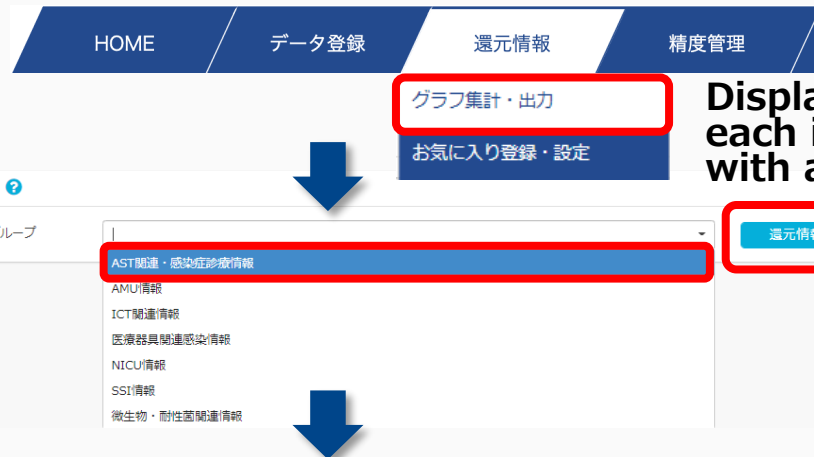 HOME データ登録 還元情報 精度管理
グラフ集計・出力
お気に入り登録・設定
each
with
?
ループ
還元情
AST関連・感染症診療情報
AMU情報
ICT関連情報
医療器具関連感染情報
NICU情報
SSI情報
微生物・耐性菌関連情報